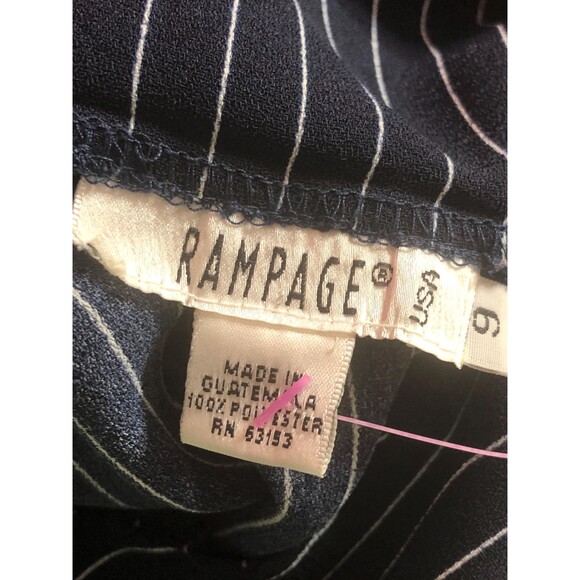 RAMPAGE®
USA
9
MADE IN
GUATEMALA
100% POLYESTER
RN 63153